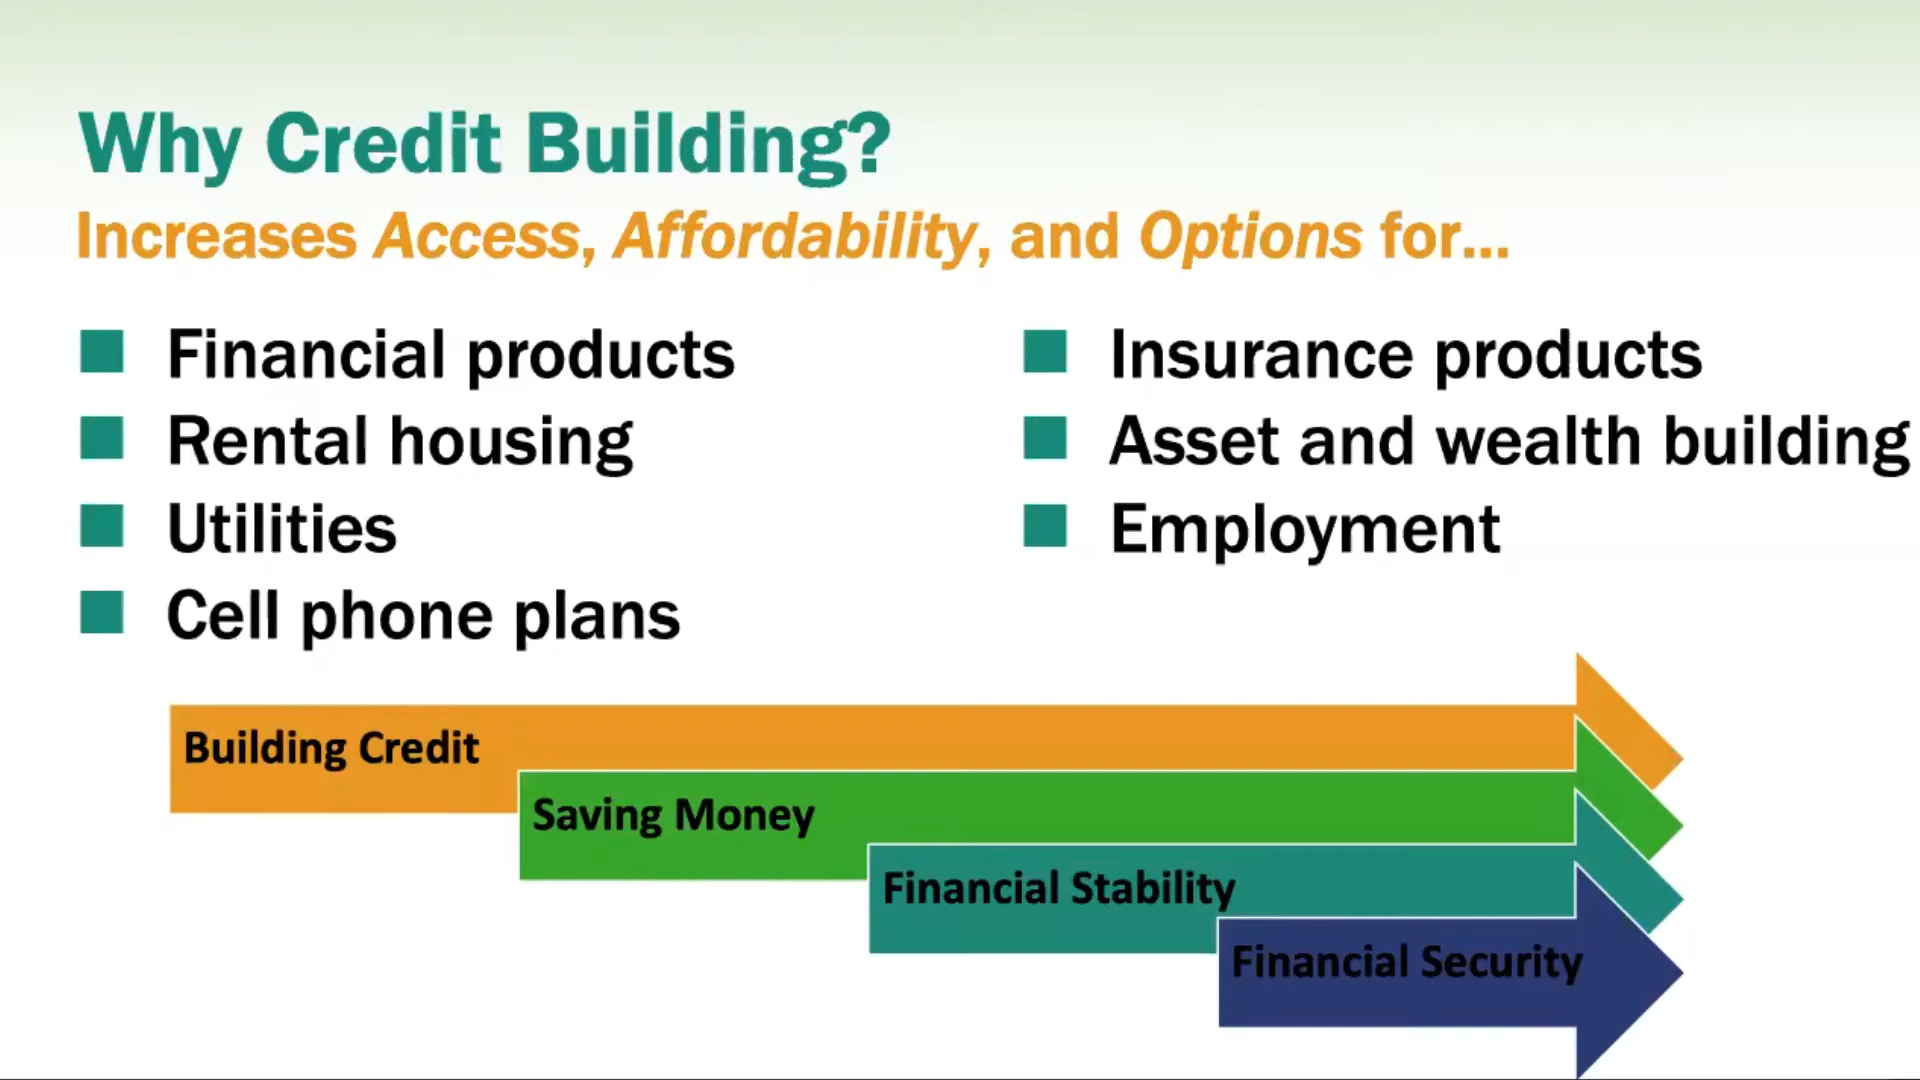 Why Credit Building?
Increases Access, Affordability, and Options for...
Financial products
Rental housing
Utilities
Cell phone plans
Insurance products
Asset and wealth building
Employment
Building Credit
Saving Money
Financial Stability
Financial Security